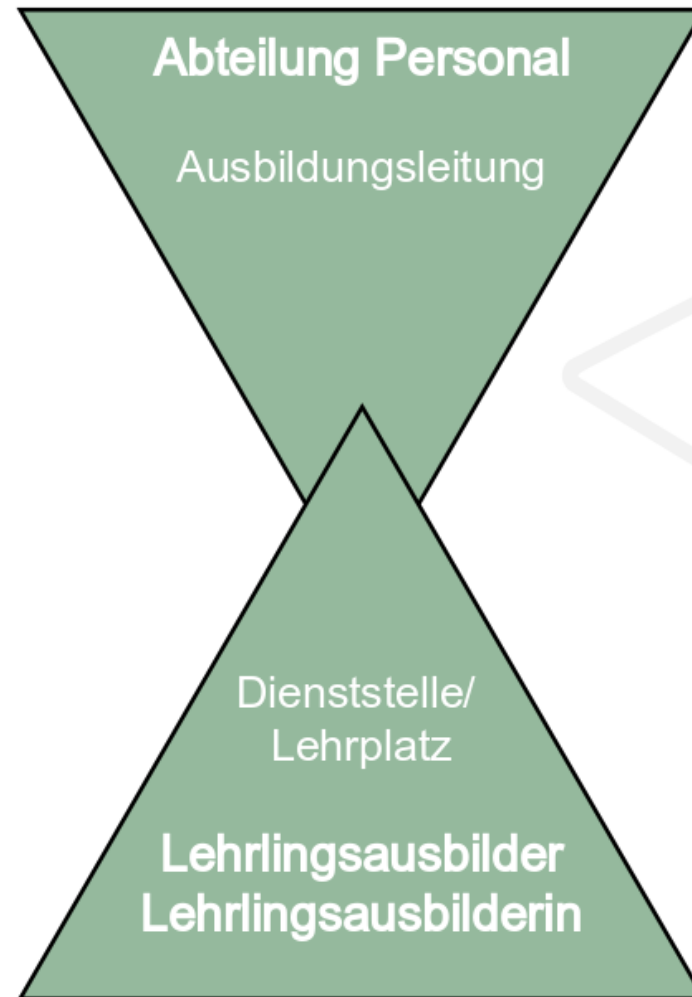 Abteilung Personal
Ausbildungsleitung
Dienststelle/
Lehrplatz
Lehrlingsausbilder
Lehrlingsausbilderin